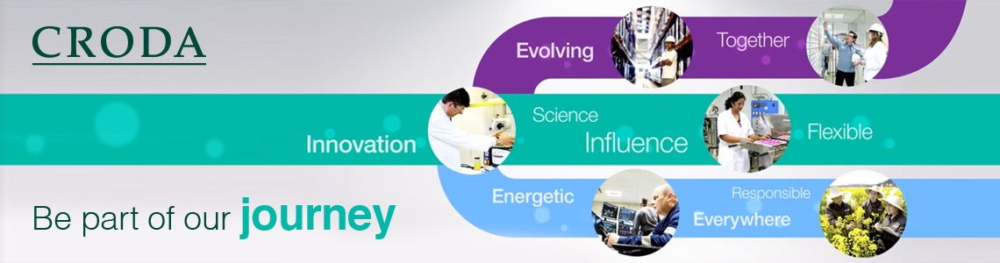 CRODA
Evolving
Together
Science
Innovation
Influence
Flexible
Energetic
Responsible
Everywhere
Be part of our journey